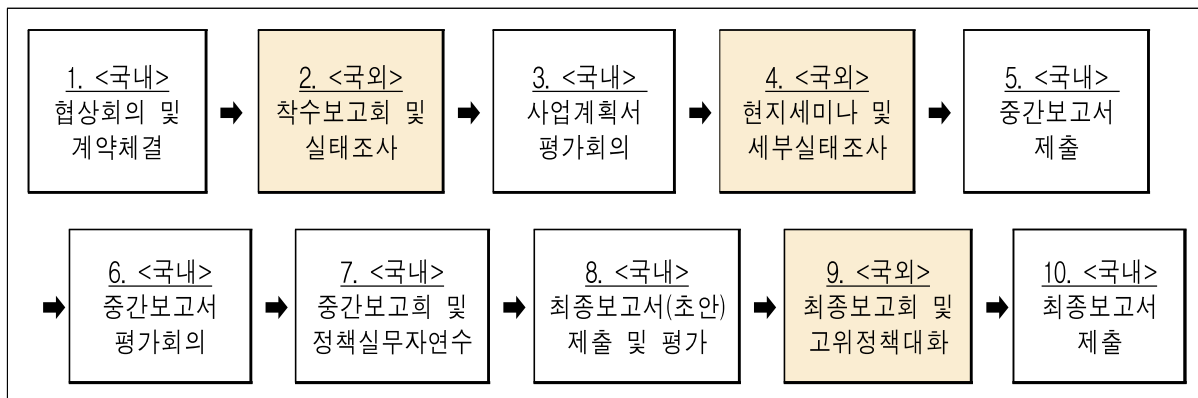 1. <국내>
협상회의 및
계약체결
2. <국외>
착수보고회 및
실태조사
3. <국내>
사업계획서
평가회의
4. <국외>
현지세미나 및
세부실태조사
5. <국내>
중간보고서
제출
6. <국내>
중간보고서
평가회의
7. <국내>
중간보고희 및
정책실무자연수
8. <국내>
최종보고서(초안)
제출 및 평가
9. <국외>
최종보고회 및
고위정책대화
10. <국내>
최종보고서
제출